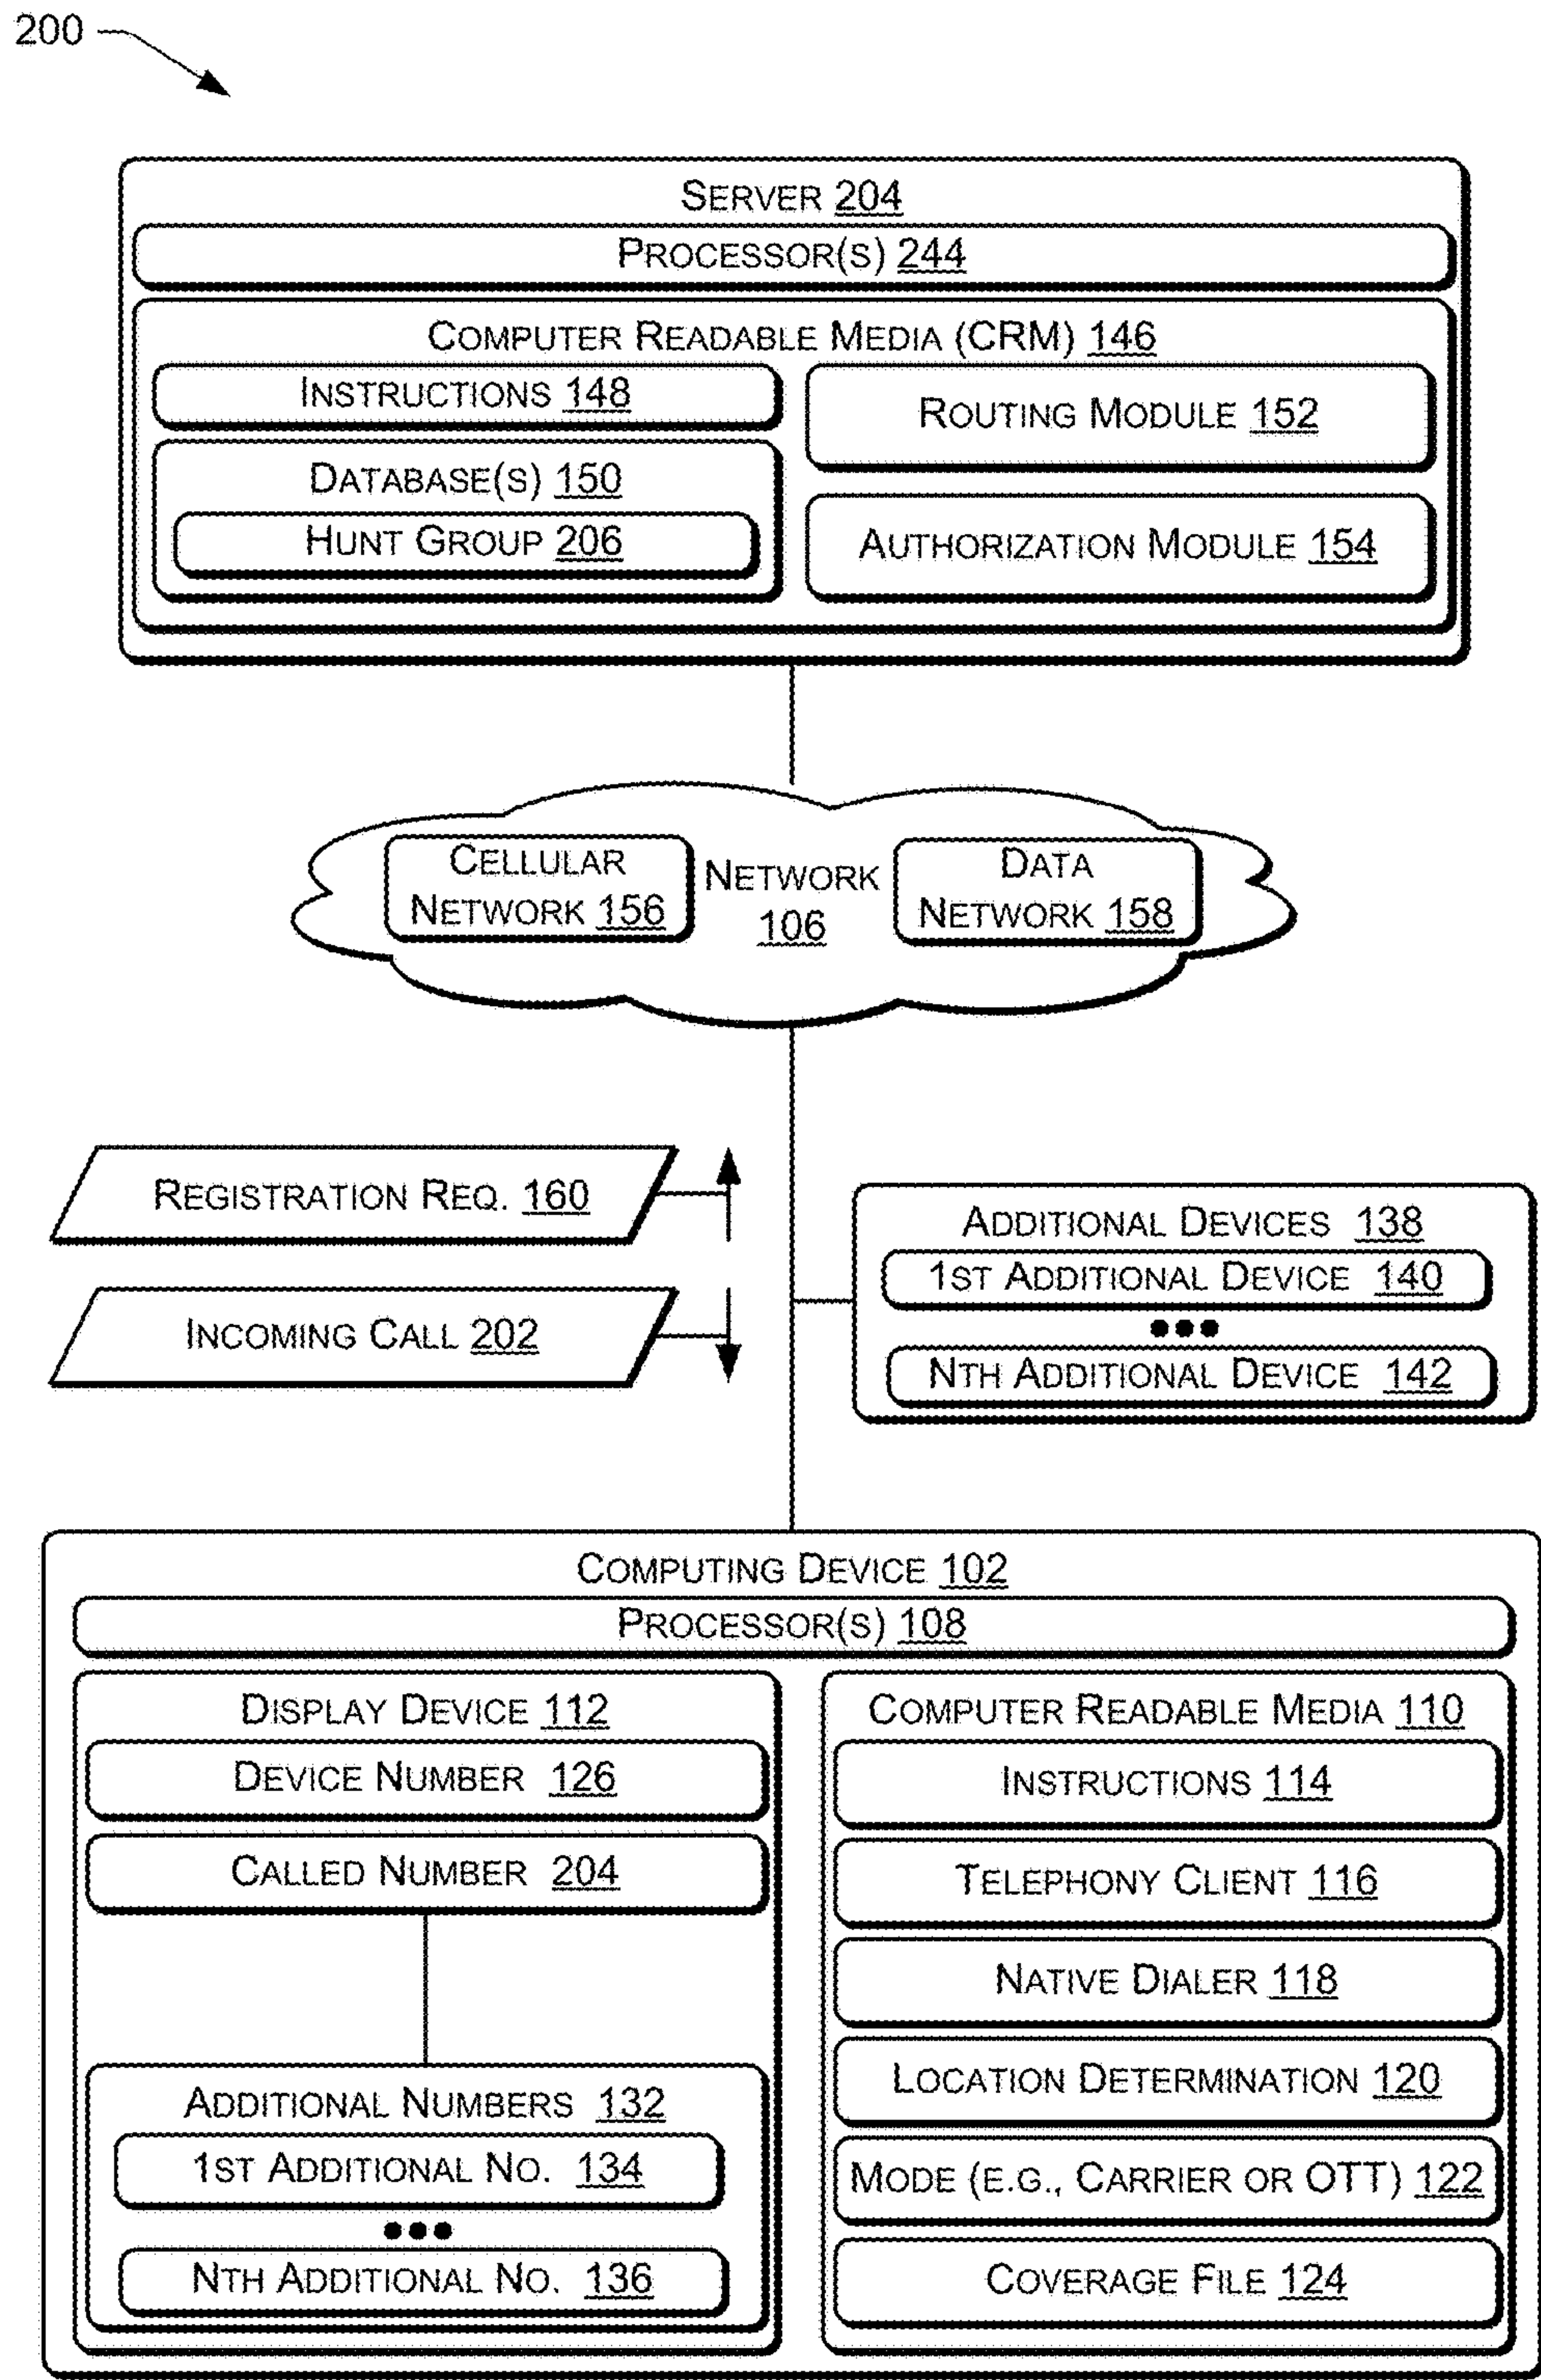 200
SERVER 204
PROCESSOR(S) 244
COMPUTER READABLE MEDIA (CRM) 146
INSTRUCTIONS 148
DATABASE(S) 150
HUNT GROUP 206
ROUTING MODULE 152
AUTHORIZATION MODULE 154
CELLULAR
NETWORK 156
NETWORK
106
DATA
NETWORK 158
REGISTRATION REQ. 160
INCOMING CALL 202
ADDITIONAL DEVICES 138
1ST ADDITIONAL DEVICE 140
NTH ADDITIONAL DEVICE 142
COMPUTING DEVICE 102
PROCESSOR(S) 108
DISPLAY DEVICE 112
DEVICE NUMBER 126
CALLED NUMBER 204
ADDITIONAL NUMBERS 132
1ST ADDITIONAL NO. 134
NTH ADDITIONAL NO. 136
COMPUTER READABLE MEDIA 110
INSTRUCTIONS 114
TELEPHONY CLIENT 116
NATIVE DIALER 118
LOCATION DETERMINATION 120
MODE (E.G., CARRIER OR OTT) 122
COVERAGE FILE 124